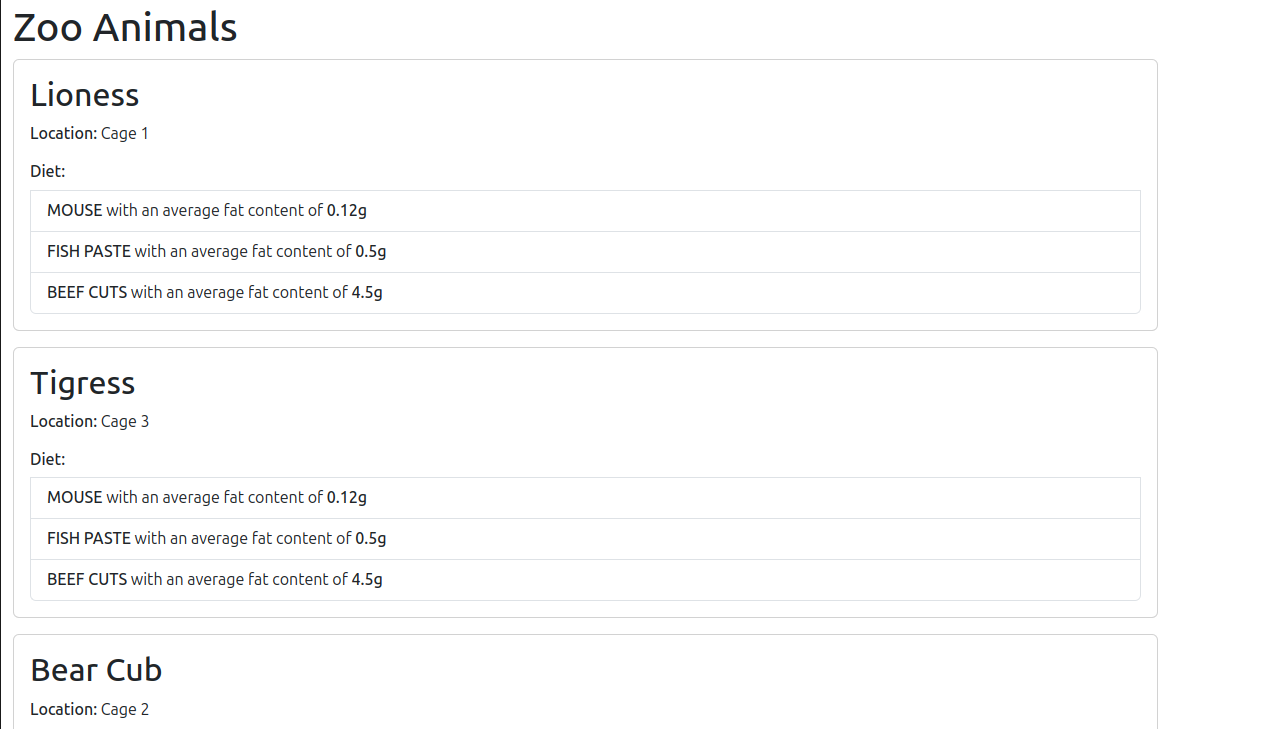 Zoo Animals
Lioness
Location: Cage 1
Diet:
MOUSE with an average fat content of 0.12g
FISH PASTE with an average fat content of 0.5g
BEEF CUTS with an average fat content of 4.5g
Tigress
Location: Cage 3
Diet:
MOUSE with an average fat content of 0.12g
FISH PASTE with an average fat content of 0.5g
BEEF CUTS with an average fat content of 4.5g
Bear Cub
Location: Cage 2